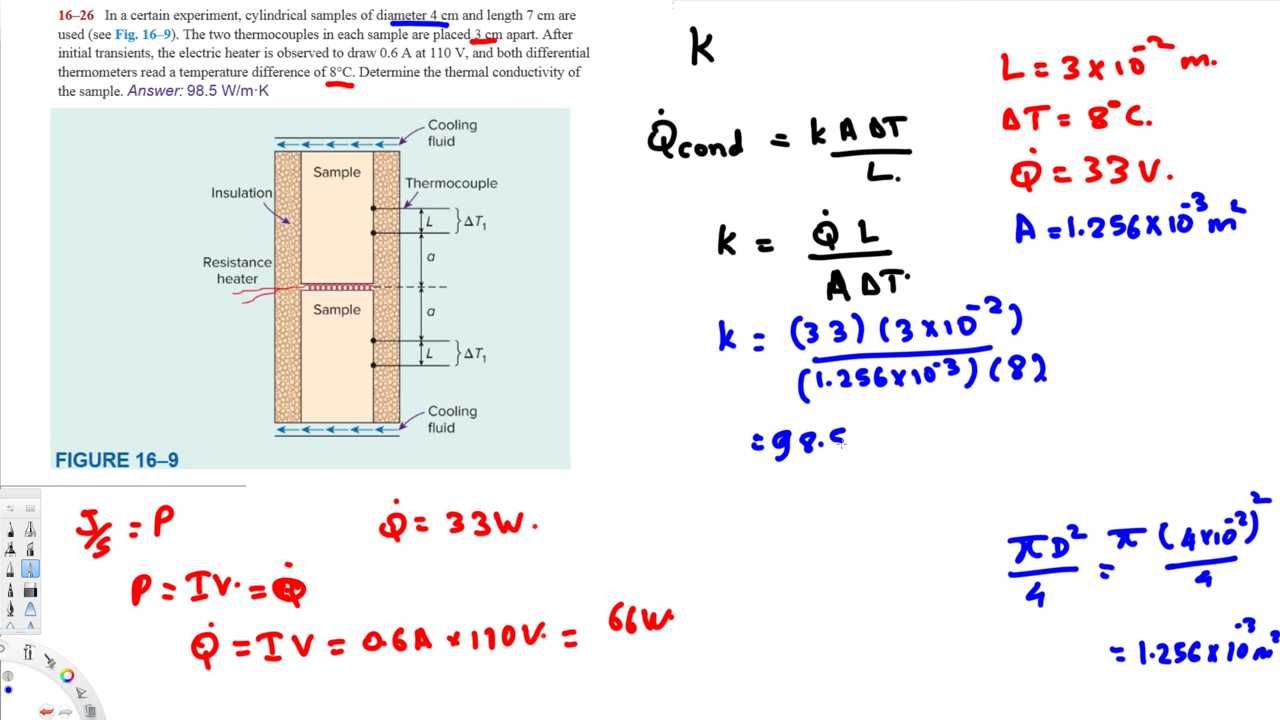 16–26 In a certain experiment, cylindrical samples of diameter 4 cm and length 7 cm are
used (see Fig. 16–9). The two thermocouples in each sample are placed 3 cm apart. After
initial transients, the electric heater is observed to draw 0.6 A at 110 V, and both differential
thermometers read a temperature difference of 8°C. Determine the thermal conductivity of
the sample. Answer: 98.5 W/m·K
Cooling
fluid
Sample
Thermocouple
Insulation
L
ΔT₁
a
Resistance
heater
Sample
a
L
ΔT₁
Cooling
fluid
FIGURE 16–9
k
Q̇cond = k A ΔT / L.
k = Q̇ L / A ΔT.
k = (33) (3×10⁻²) / (1.256×10⁻³) (8)
= 98.5
L = 3×10⁻² m.
ΔT = 8°C.
Q̇ = 33 V.
A = 1.256×10⁻³ m²
J/s = P
Q̇ = 33W.
P = IV. = Q̇
Q̇ = IV = 0.6A × 110V. = 66W.
πD²/4 = π (4×10⁻²)²/4
= 1.256×10⁻³ m²